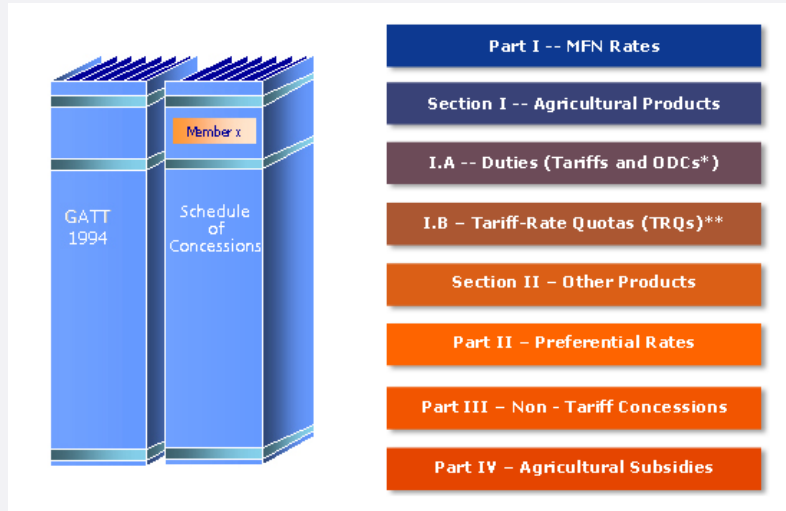 GATT
1994
Member x
Schedule
of
Concessions
Part I -- MFN Rates
Section I -- Agricultural Products
I.A -- Duties (Tariffs and ODCs*)
I.B – Tariff-Rate Quotas (TRQs)**
Section II – Other Products
Part II – Preferential Rates
Part III – Non - Tariff Concessions
Part IV – Agricultural Subsidies